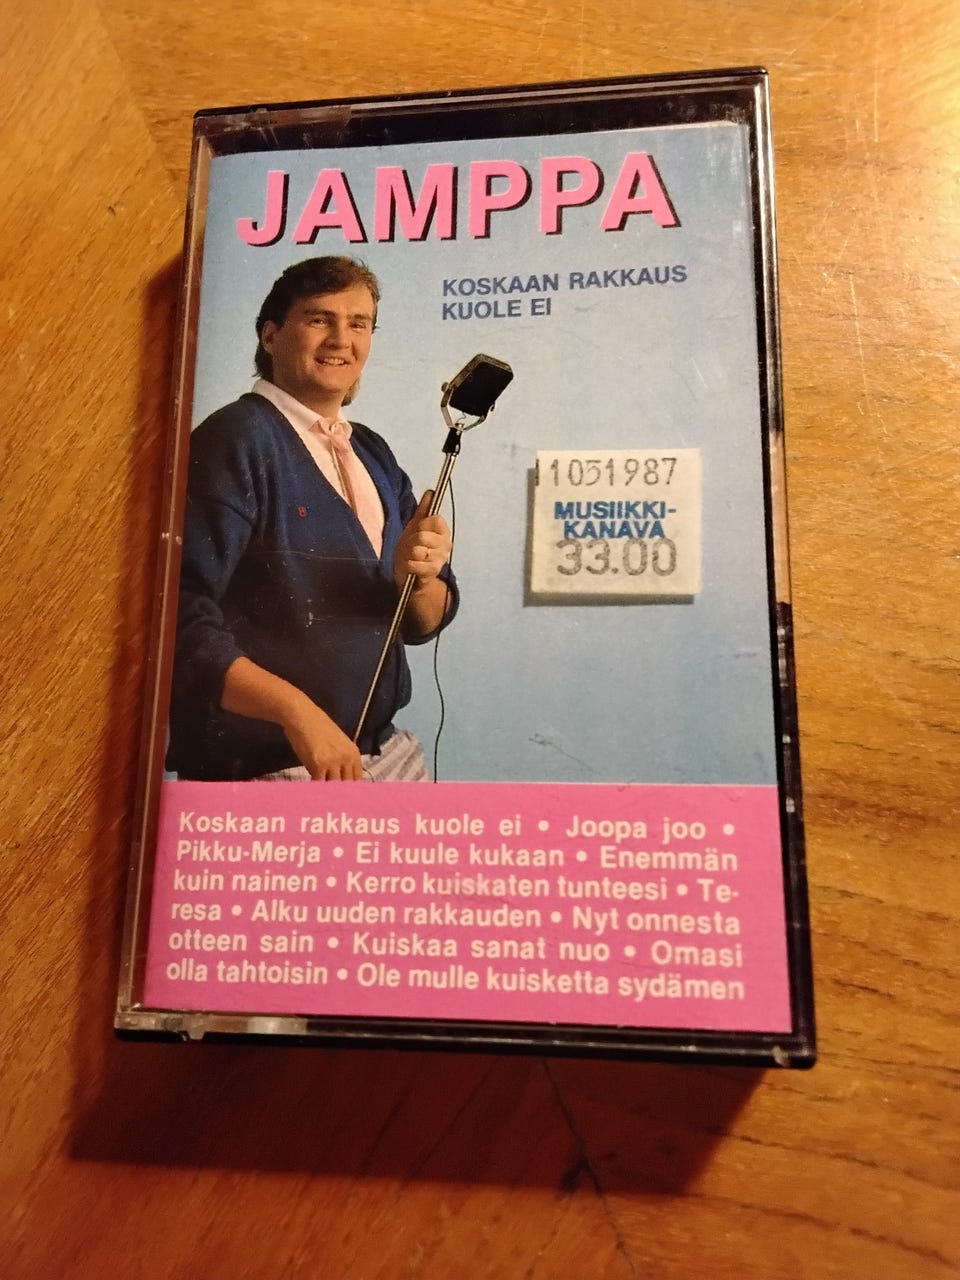 JAMPPA
KOSKAAN RAKKAUS
KUOLE EI
1031987
MUSIIKKI-
KANAVA
33.00
Koskaan rakkaus kuole ei • Joopa joo •
Pikku-Merja • Ei kuule kukaan • Enemmän
kuin nainen • Kerro kuiskaten tunteesi • Te-
resa • Alku uuden rakkauden • Nyt onnesta
otteen sain • Kuiskaa sanat nuo • Omasi
olla tahtoisin • Ole mulle kuisketta sydämen